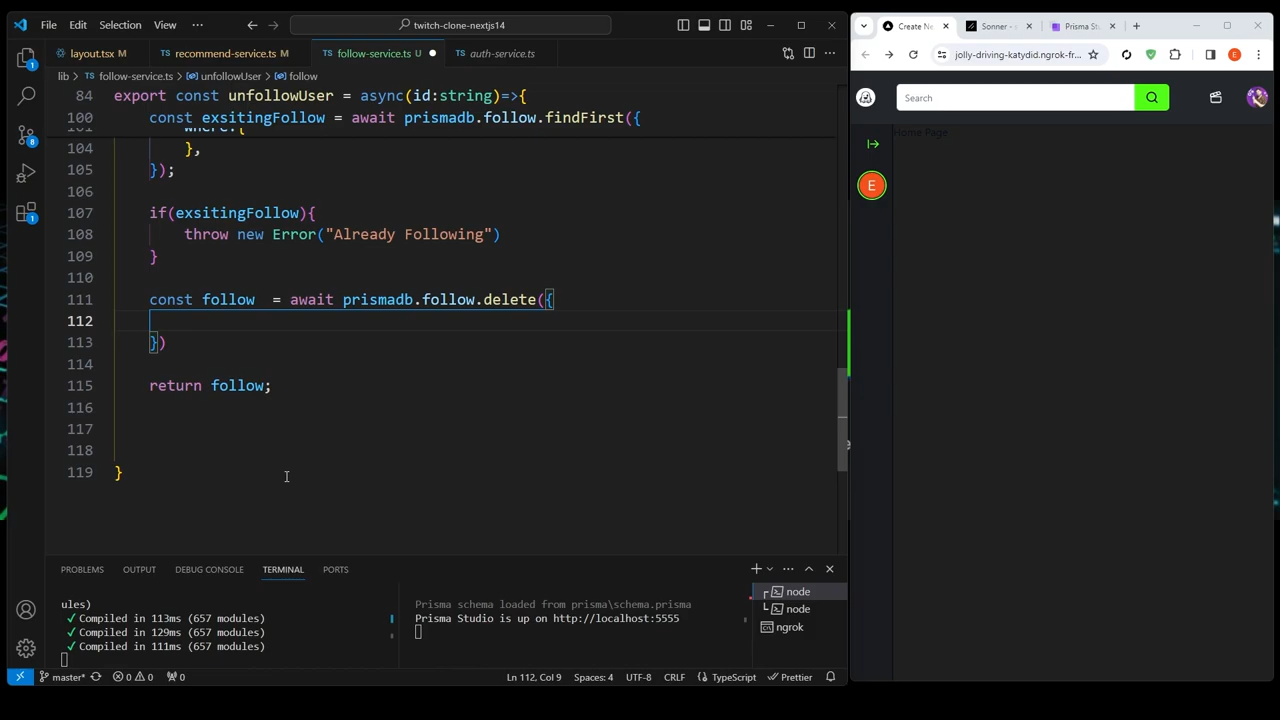 File Edit Selection View ··· twitch-clone-nextjs14
layout.tsx M recommend-service.ts M follow-service.ts U auth-service.ts
lib > follow-service.ts > unfollowUser > follow
84 export const unfollowUser = async(id:string)=>{
100 const exsitingFollow = await prismadb.follow.findFirst({
104 },
105 });
106
107 if(exsitingFollow){
108 throw new Error("Already Following")
109 }
110
111 const follow = await prismadb.follow.delete({
112
113 })
114
115 return follow;
116
117
118
119 }
PROBLEMS OUTPUT DEBUG CONSOLE TERMINAL PORTS
ules)
✓ Compiled in 113ms (657 modules)
✓ Compiled in 129ms (657 modules)
✓ Compiled in 111ms (657 modules)
Prisma schema loaded from prisma\schema.prisma
Prisma Studio is up on http://localhost:5555
node
node
ngrok
master* 0 0 0 Ln 112, Col 9 Spaces: 4 UTF-8 CRLF TypeScript Prettier
Create Ne Sonner - Prisma Stu
jolly-driving-katydid.ngrok-fr...
E
Search
Home Page
E